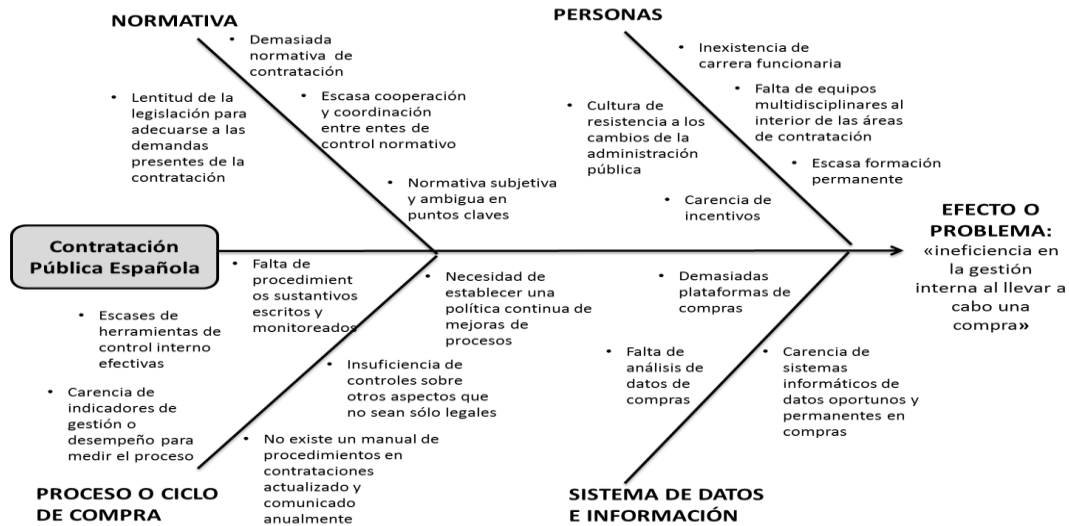 NORMATIVA
• Demasiada
normativa de
contratación
• Lentitud de la
legislación para
adecuarse a las
demandas
presentes de la
contratación
• Escasa cooperación
y coordinación
entre entes de
control normativo
• Normativa subjetiva
y ambigua en
puntos claves
PERSONAS
• Inexistencia de
carrera funcionaria
• Cultura de
resistencia a los
cambios de la
administración
pública
• Falta de equipos
multidisciplinares al
interior de las áreas
de contratación
• Escasa formación
permanente
• Carencia de
incentivos
Contratación
Pública Española
EFECTO O
PROBLEMA:
«ineficiencia en
la gestión
interna al llevar a
cabo una
compra»
• Falta de
procedimient
os sustantivos
escritos y
monitoreados
• Necesidad de
establecer una
política continua de
mejoras de
procesos
• Escases de
herramientas de
control interno
efectivas
• Insuficiencia de
controles sobre
otros aspectos que
no sean sólo legales
• Carencia de
indicadores de
gestión o
desempeño para
medir el proceso
• No existe un manual de
procedimientos en
contrataciones
actualizado y
comunicado
anualmente
PROCESO O CICLO
DE COMPRA
• Demasiadas
plataformas de
compras
• Falta de
análisis de
datos de
compras
• Carencia de
sistemas
informáticos de
datos oportunos y
permanentes en
compras
SISTEMA DE DATOS
E INFORMACIÓN